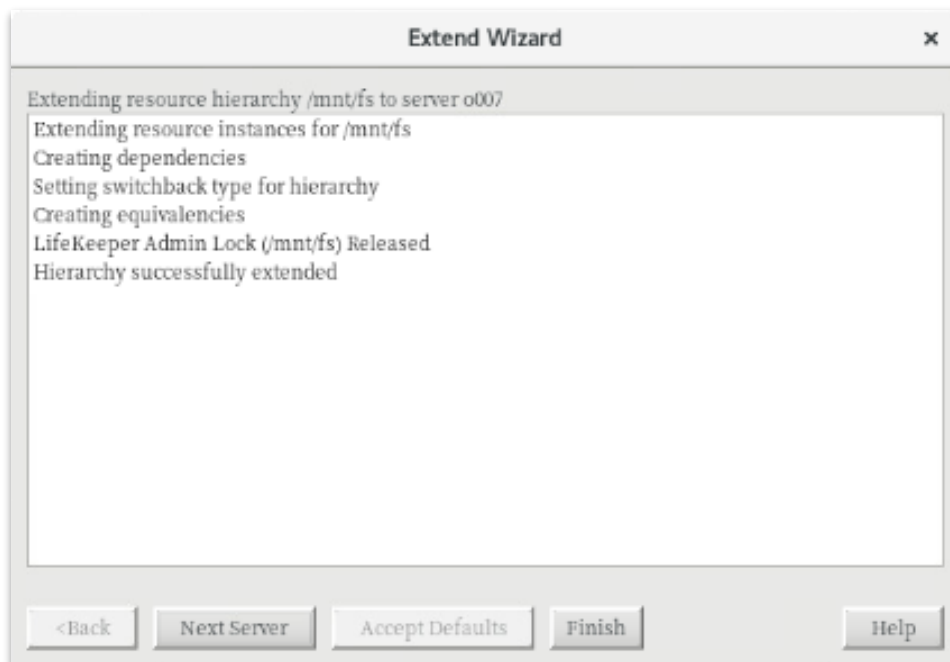 Extend Wizard
×
Extending resource hierarchy /mnt/fs to server o007
Extending resource instances for /mnt/fs
Creating dependencies
Setting switchback type for hierarchy
Creating equivalencies
LifeKeeper Admin Lock (/mnt/fs) Released
Hierarchy successfully extended
<Back Next Server Accept Defaults Finish Help